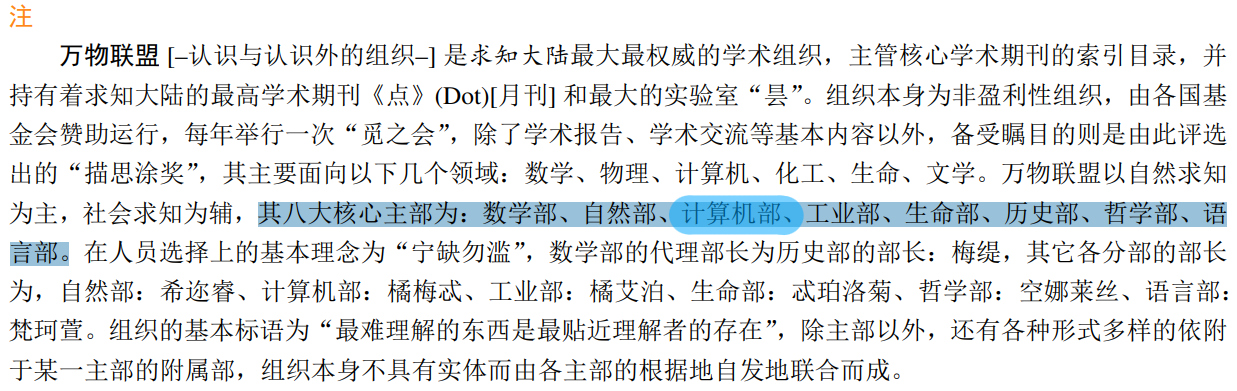 注
万物联盟 [–认识与认识外的组织–] 是求知大陆最大最权威的学术组织，主管核心学术期刊的索引目录，并
持有着求知大陆的最高学术期刊《点》(Dot)[月刊] 和最大的实验室“昙”。组织本身为非盈利性组织，由各国基
金会赞助运行，每年举行一次“觅之会”，除了学术报告、学术交流等基本内容以外，备受瞩目的则是由此评选
出的“描思涂奖”，其主要面向以下几个领域：数学、物理、计算机、化工、生命、文学。万物联盟以自然求知
为主，社会求知为辅，其八大核心主部为：数学部、自然部、计算机部、工业部、生命部、历史部、哲学部、语
言部。在人员选择上的基本理念为“宁缺勿滥”，数学部的代理部长为历史部的部长：梅缇，其它各分部的部长
为，自然部：希迩睿、计算机部：橘梅忒、工业部：橘艾泊、生命部：忒珀洛菊、哲学部：空娜莱丝、语言部：
梵珂萱。组织的基本标语为“最难理解的东西是最贴近理解者的存在”，除主部以外，还有各种形式多样的依附
于某一主部的附属部，组织本身不具有实体而由各主部的根据地自发地联合而成。